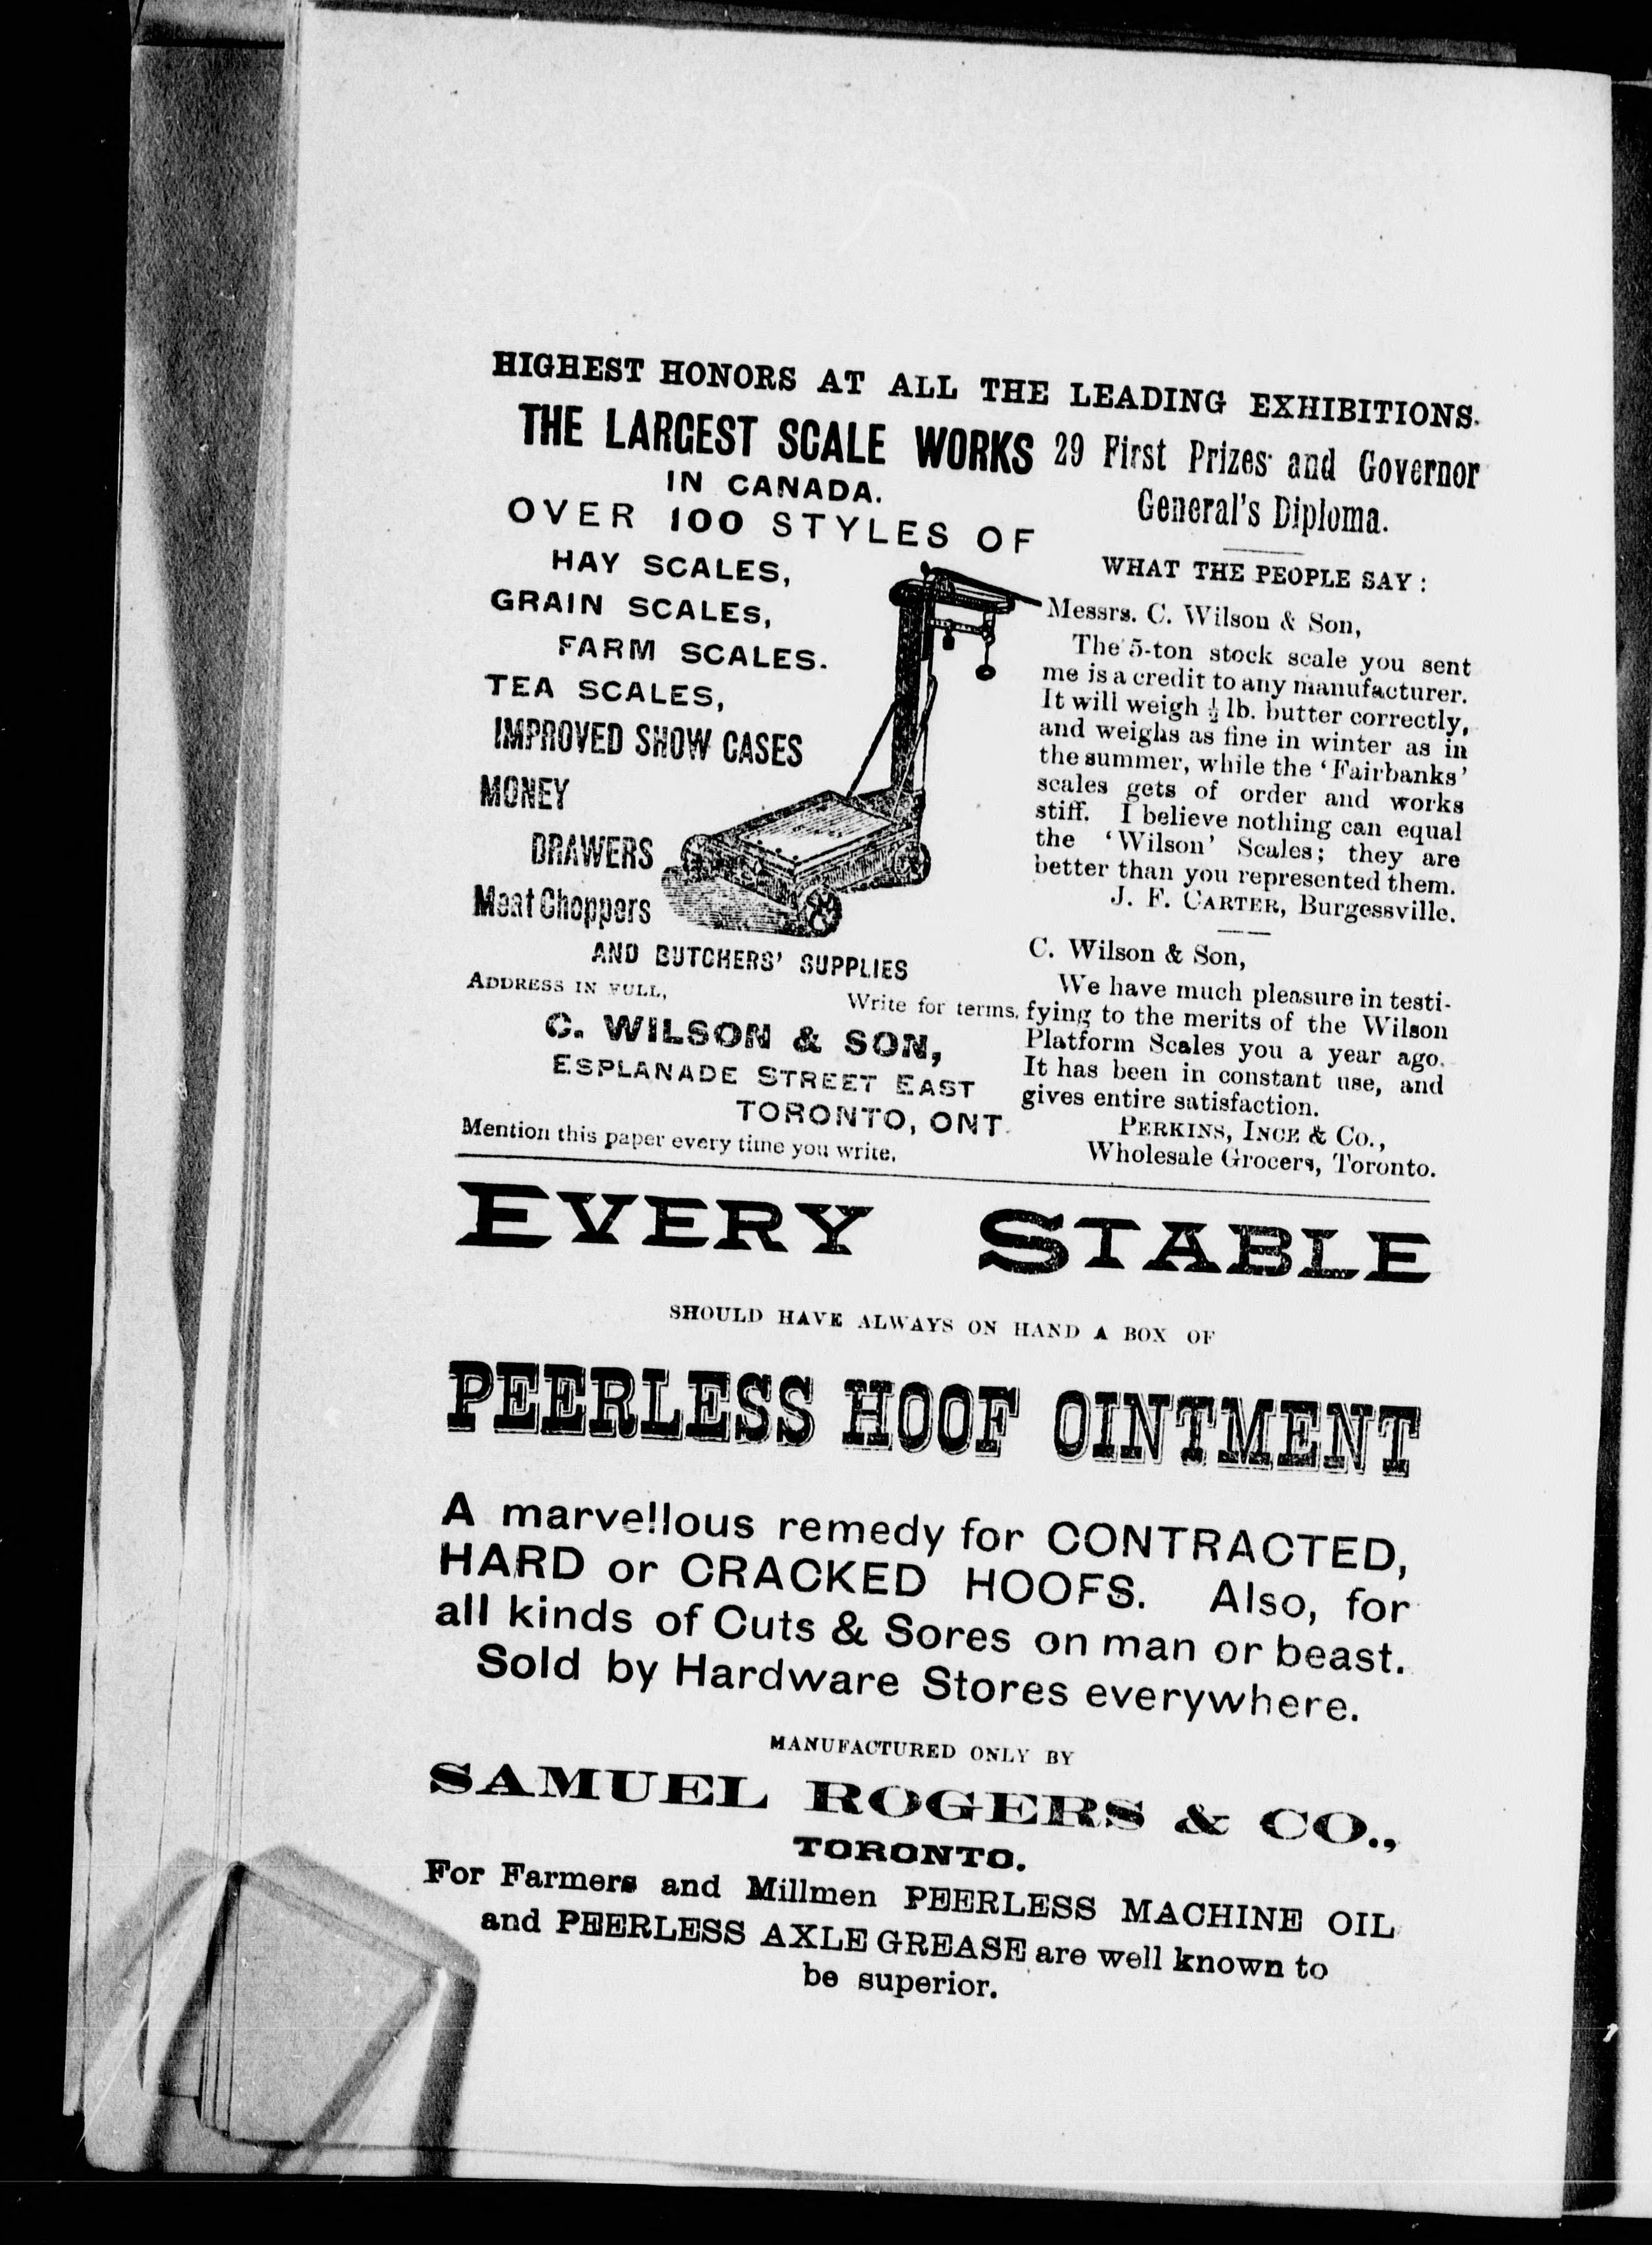 HIGHEST HONORS AT ALL THE LEADING EXHIBITIONS.
THE LARGEST SCALE WORKS
IN CANADA.
OVER 100 STYLES OF
HAY SCALES,
GRAIN SCALES,
FARM SCALES.
TEA SCALES,
IMPROVED SHOW CASES
MONEY
DRAWERS
Meat Choppers
AND BUTCHERS' SUPPLIES
ADDRESS IN FULL,
Write for terms.
C. WILSON & SON,
ESPLANADE STREET EAST
TORONTO, ONT.
Mention this paper every time you write.
29 First Prizes and Governor
General's Diploma.
WHAT THE PEOPLE SAY:
Messrs. C. Wilson & Son,
The 5-ton stock scale you sent
me is a credit to any manufacturer.
It will weigh ½ lb. butter correctly,
and weighs as fine in winter as in
the summer, while the 'Fairbanks'
scales gets of order and works
stiff. I believe nothing can equal
the 'Wilson' Scales; they are
better than you represented them.
J. F. CARTER, Burgessville.
C. Wilson & Son,
We have much pleasure in testi-
fying to the merits of the Wilson
Platform Scales you a year ago.
It has been in constant use, and
gives entire satisfaction.
PERKINS, INCE & Co.,
Wholesale Grocers, Toronto.
EVERY STABLE
SHOULD HAVE ALWAYS ON HAND A BOX OF
PEERLESS HOOF OINTMENT
A marvellous remedy for CONTRACTED,
HARD or CRACKED HOOFS. Also, for
all kinds of Cuts & Sores on man or beast.
Sold by Hardware Stores everywhere.
MANUFACTURED ONLY BY
SAMUEL ROGERS & CO.,
TORONTO.
For Farmers and Millmen PEERLESS MACHINE OIL
and PEERLESS AXLE GREASE are well known to
be superior.